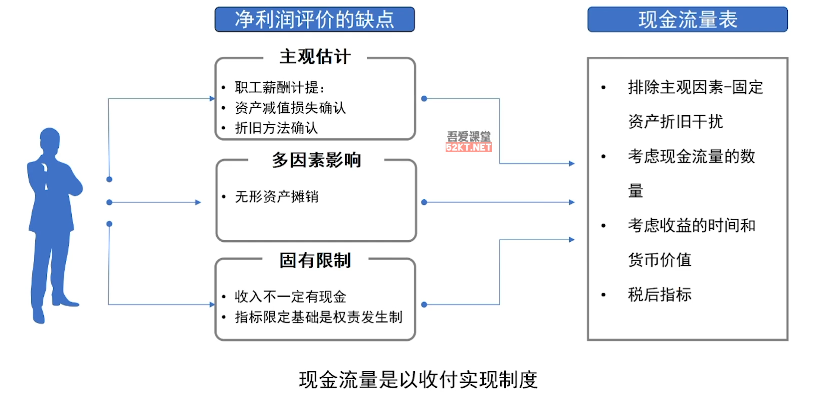 净利润评价的缺点
现金流量表
主观估计
• 职工薪酬计提：
• 资产减值损失确认
• 折旧方法确认
多因素影响
• 无形资产摊销
固有限制
• 收入不一定有现金
• 指标限定基础是权责发生制
吾爱课堂
52KT.NET
• 排除主观因素-固定
资产折旧干扰
• 考虑现金流量的数
量
• 考虑收益的时间和
货币价值
• 税后指标
现金流量是以收付实现制度